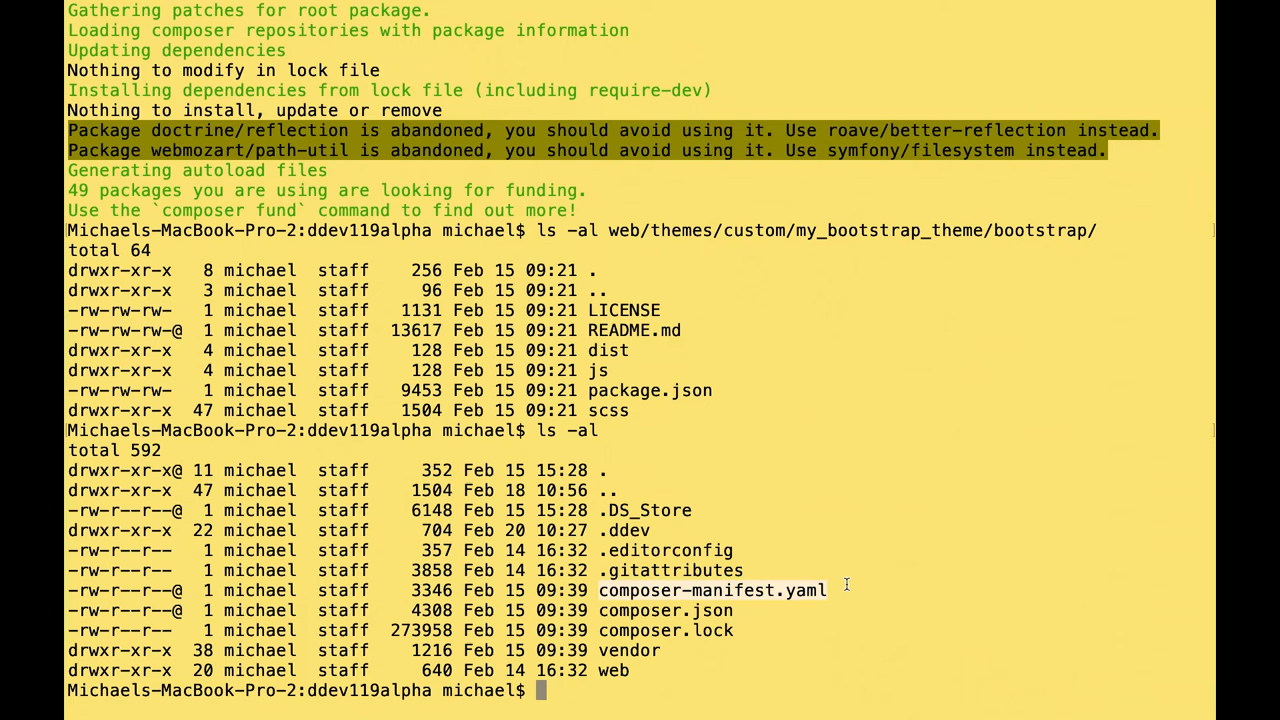 Gathering patches for root package.
Loading composer repositories with package information
Updating dependencies
Nothing to modify in lock file
Installing dependencies from lock file (including require-dev)
Nothing to install, update or remove
Package doctrine/reflection is abandoned, you should avoid using it. Use roave/better-reflection instead.
Package webmozart/path-util is abandoned, you should avoid using it. Use symfony/filesystem instead.
Generating autoload files
49 packages you are using are looking for funding.
Use the `composer fund` command to find out more!
Michaels-MacBook-Pro-2:ddev119alpha michael$ ls -al web/themes/custom/my_bootstrap_theme/bootstrap/
total 64
drwxr-xr-x   8 michael  staff    256 Feb 15 09:21 .
drwxr-xr-x   3 michael  staff     96 Feb 15 09:21 ..
-rw-rw-rw-   1 michael  staff   1131 Feb 15 09:21 LICENSE
-rw-rw-rw-@  1 michael  staff  13617 Feb 15 09:21 README.md
drwxr-xr-x   4 michael  staff    128 Feb 15 09:21 dist
drwxr-xr-x   4 michael  staff    128 Feb 15 09:21 js
-rw-rw-rw-   1 michael  staff   9453 Feb 15 09:21 package.json
drwxr-xr-x  47 michael  staff   1504 Feb 15 09:21 scss
Michaels-MacBook-Pro-2:ddev119alpha michael$ ls -al
total 592
drwxr-xr-x@ 11 michael  staff     352 Feb 15 15:28 .
drwxr-xr-x  47 michael  staff    1504 Feb 18 10:56 ..
-rw-r--r--@  1 michael  staff    6148 Feb 15 15:28 .DS_Store
drwxr-xr-x  22 michael  staff     704 Feb 20 10:27 .ddev
-rw-r--r--   1 michael  staff     357 Feb 14 16:32 .editorconfig
-rw-r--r--   1 michael  staff    3858 Feb 14 16:32 .gitattributes
-rw-r--r--@  1 michael  staff    3346 Feb 15 09:39 composer-manifest.yaml
-rw-r--r--@  1 michael  staff    4308 Feb 15 09:39 composer.json
-rw-r--r--   1 michael  staff  273958 Feb 15 09:39 composer.lock
drwxr-xr-x  38 michael  staff    1216 Feb 15 09:39 vendor
drwxr-xr-x  20 michael  staff     640 Feb 14 16:32 web
Michaels-MacBook-Pro-2:ddev119alpha michael$